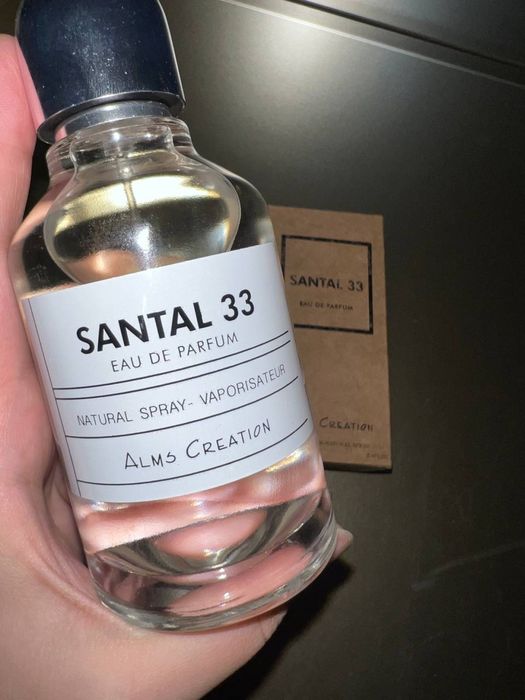 SANTAL 33
EAU DE PARFUM
NATURAL SPRAY- VAPORISATEUR
ALMS CREATION
SANTAL 33
EAU DE PARFUM
CREATION